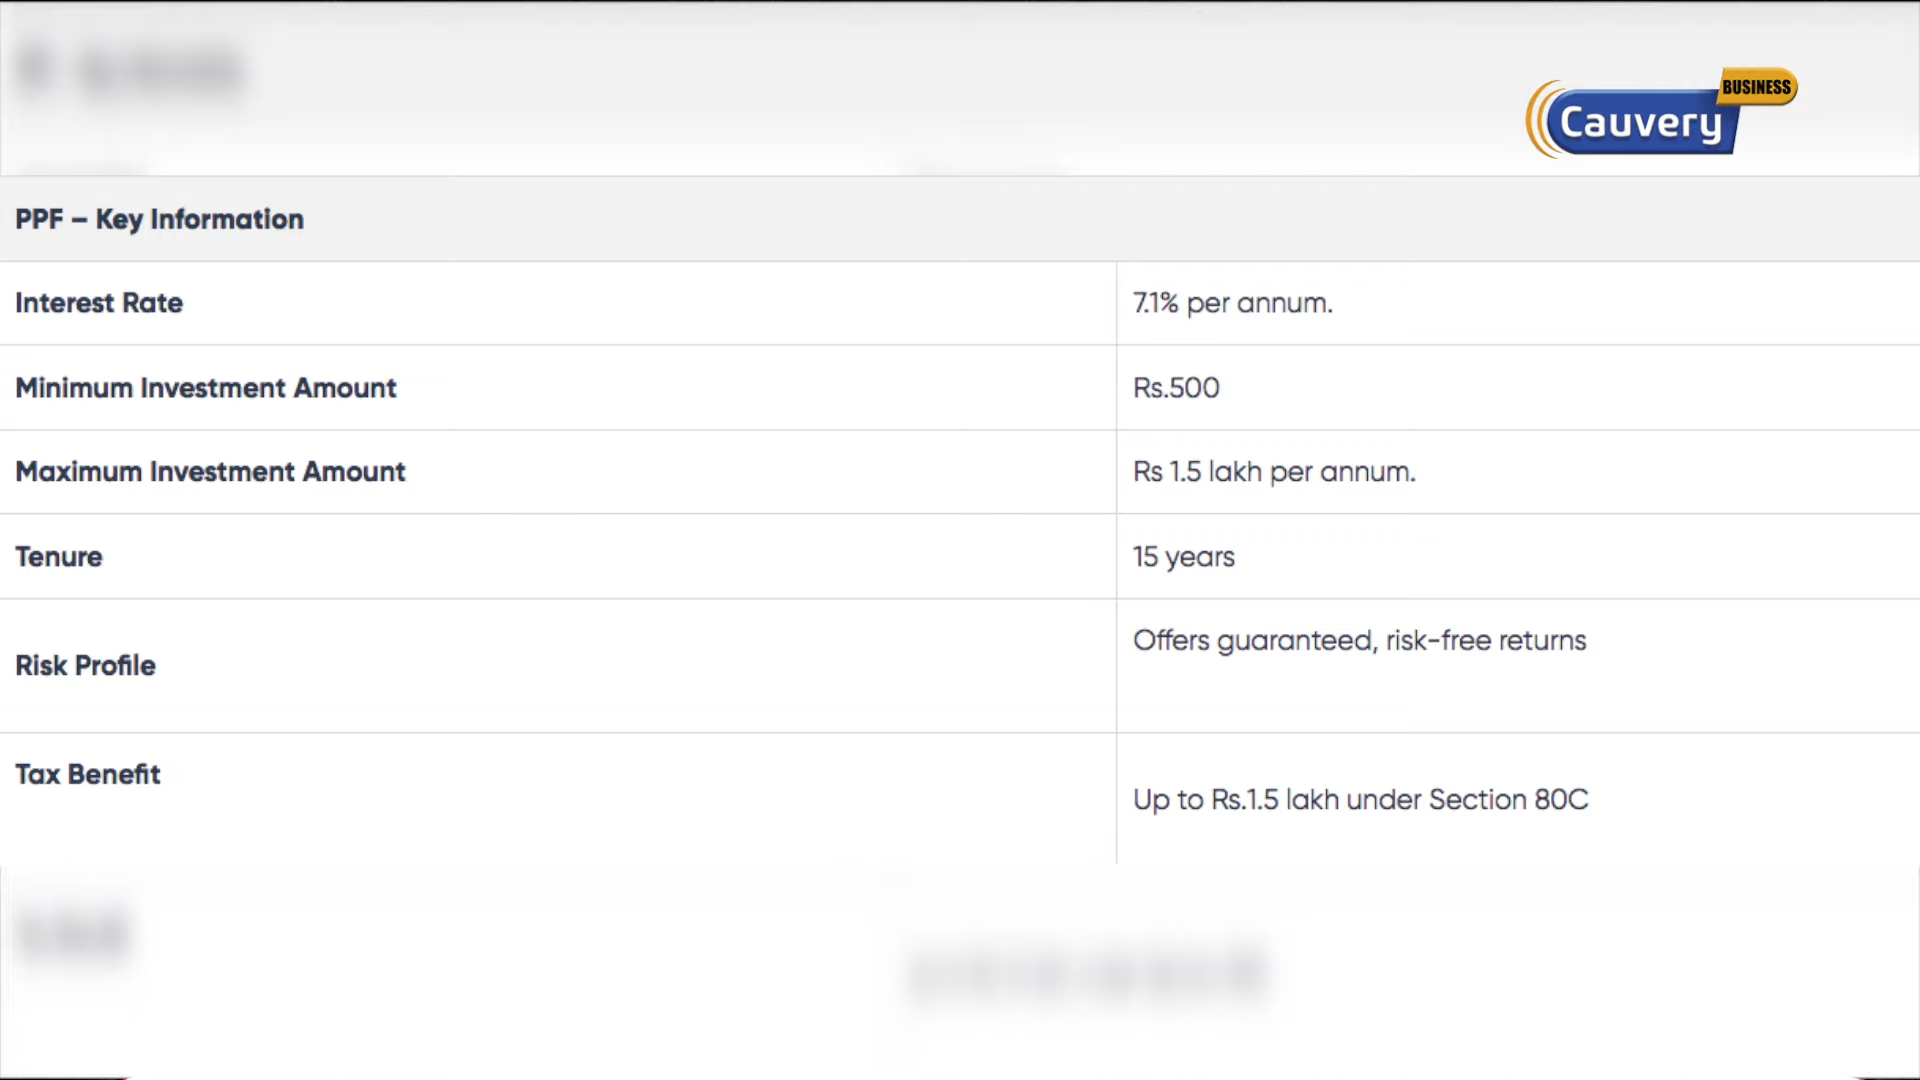 BUSINESS
Cauvery
PPF – Key Information
Interest Rate
7.1% per annum.
Minimum Investment Amount
Rs.500
Maximum Investment Amount
Rs 1.5 lakh per annum.
Tenure
15 years
Risk Profile
Offers guaranteed, risk-free returns
Tax Benefit
Up to Rs.1.5 lakh under Section 80C